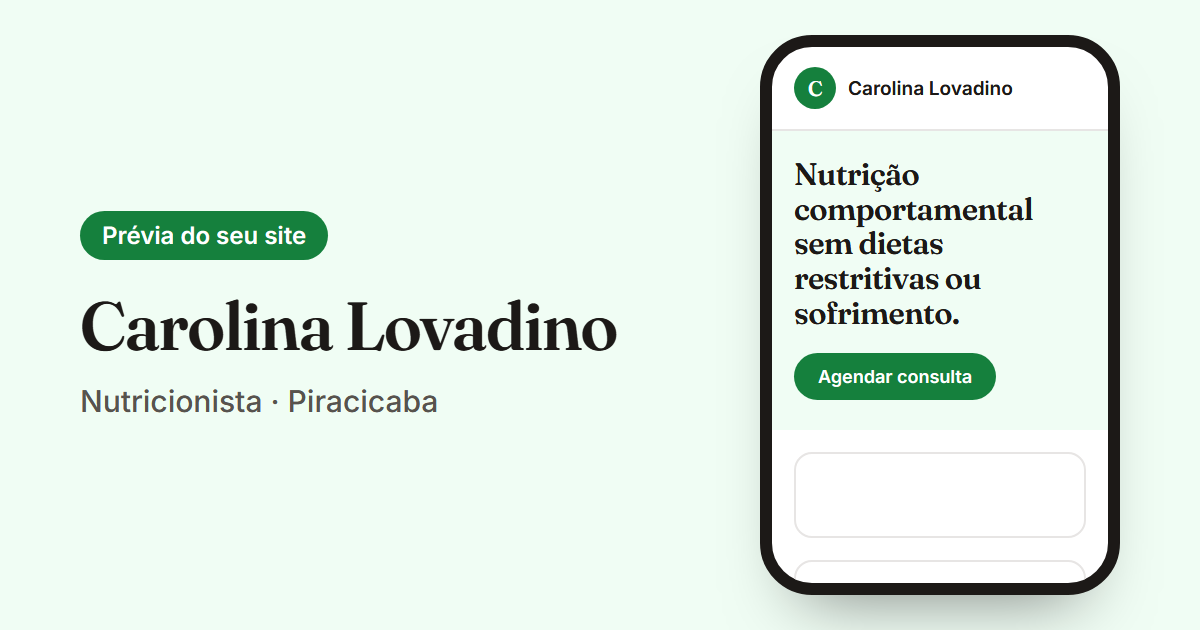 Prévia do seu site
Carolina Lovadino
Nutricionista · Piracicaba
C
Carolina Lovadino
Nutrição
comportamental
sem dietas
restritivas ou
sofrimento.
Agendar consulta